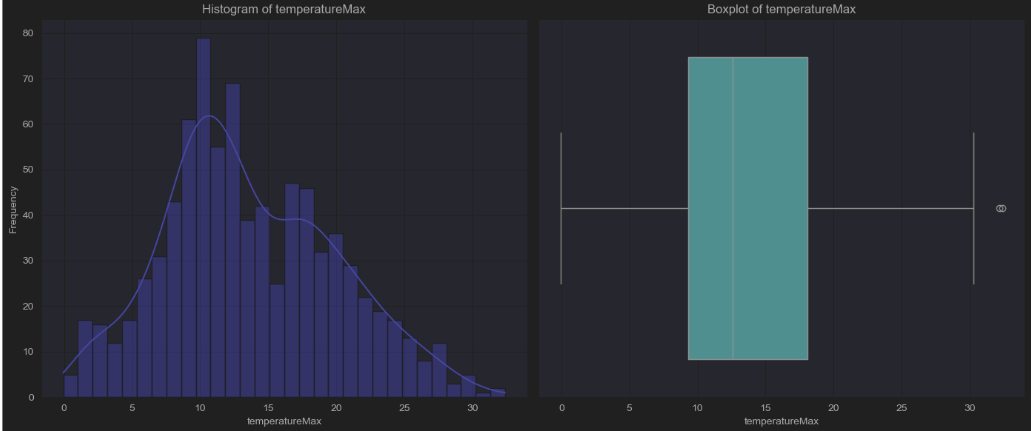 Histogram of temperatureMax
80
70
60
50
40
30
20
10
0
Frequency
0 5 10 15 20 25 30
temperatureMax
Boxplot of temperatureMax
0 5 10 15 20 25 30
temperatureMax